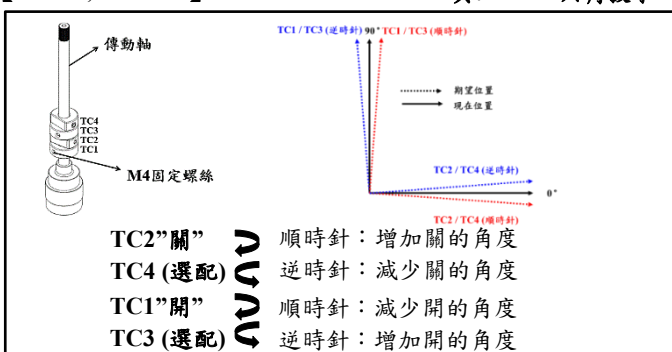 傳動軸
TC4
TC3
TC2
TC1
M4固定螺絲
TC1 / TC3 (逆時針) 90° TC1 / TC3 (順時針)
期望位置
現在位置
TC2 / TC4 (逆時針)
0°
TC2 / TC4 (順時針)
TC2”關” 順時針：增加關的角度
TC4 (選配) 逆時針：減少關的角度
TC1”開” 順時針：減少開的角度
TC3 (選配) 逆時針：增加開的角度